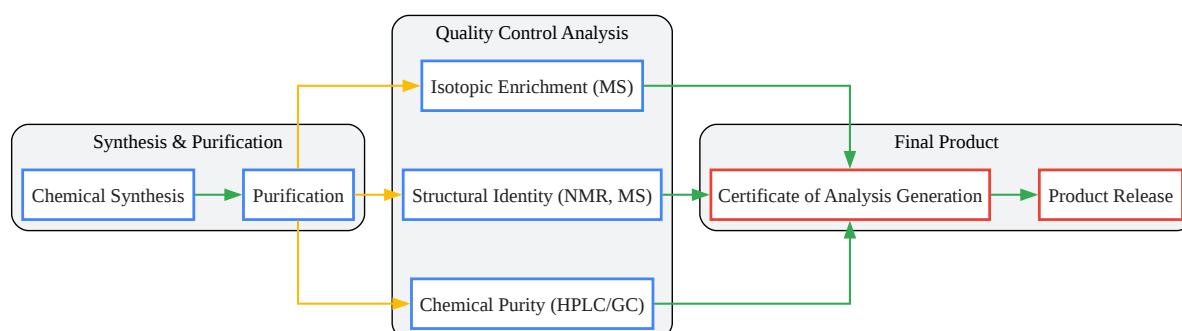 Quality Control Analysis
Isotopic Enrichment (MS)
Synthesis & Purification
Final Product
Chemical Synthesis
Purification
Structural Identity (NMR, MS)
Certificate of Analysis Generation
Product Release
Chemical Purity (HPLC/GC)